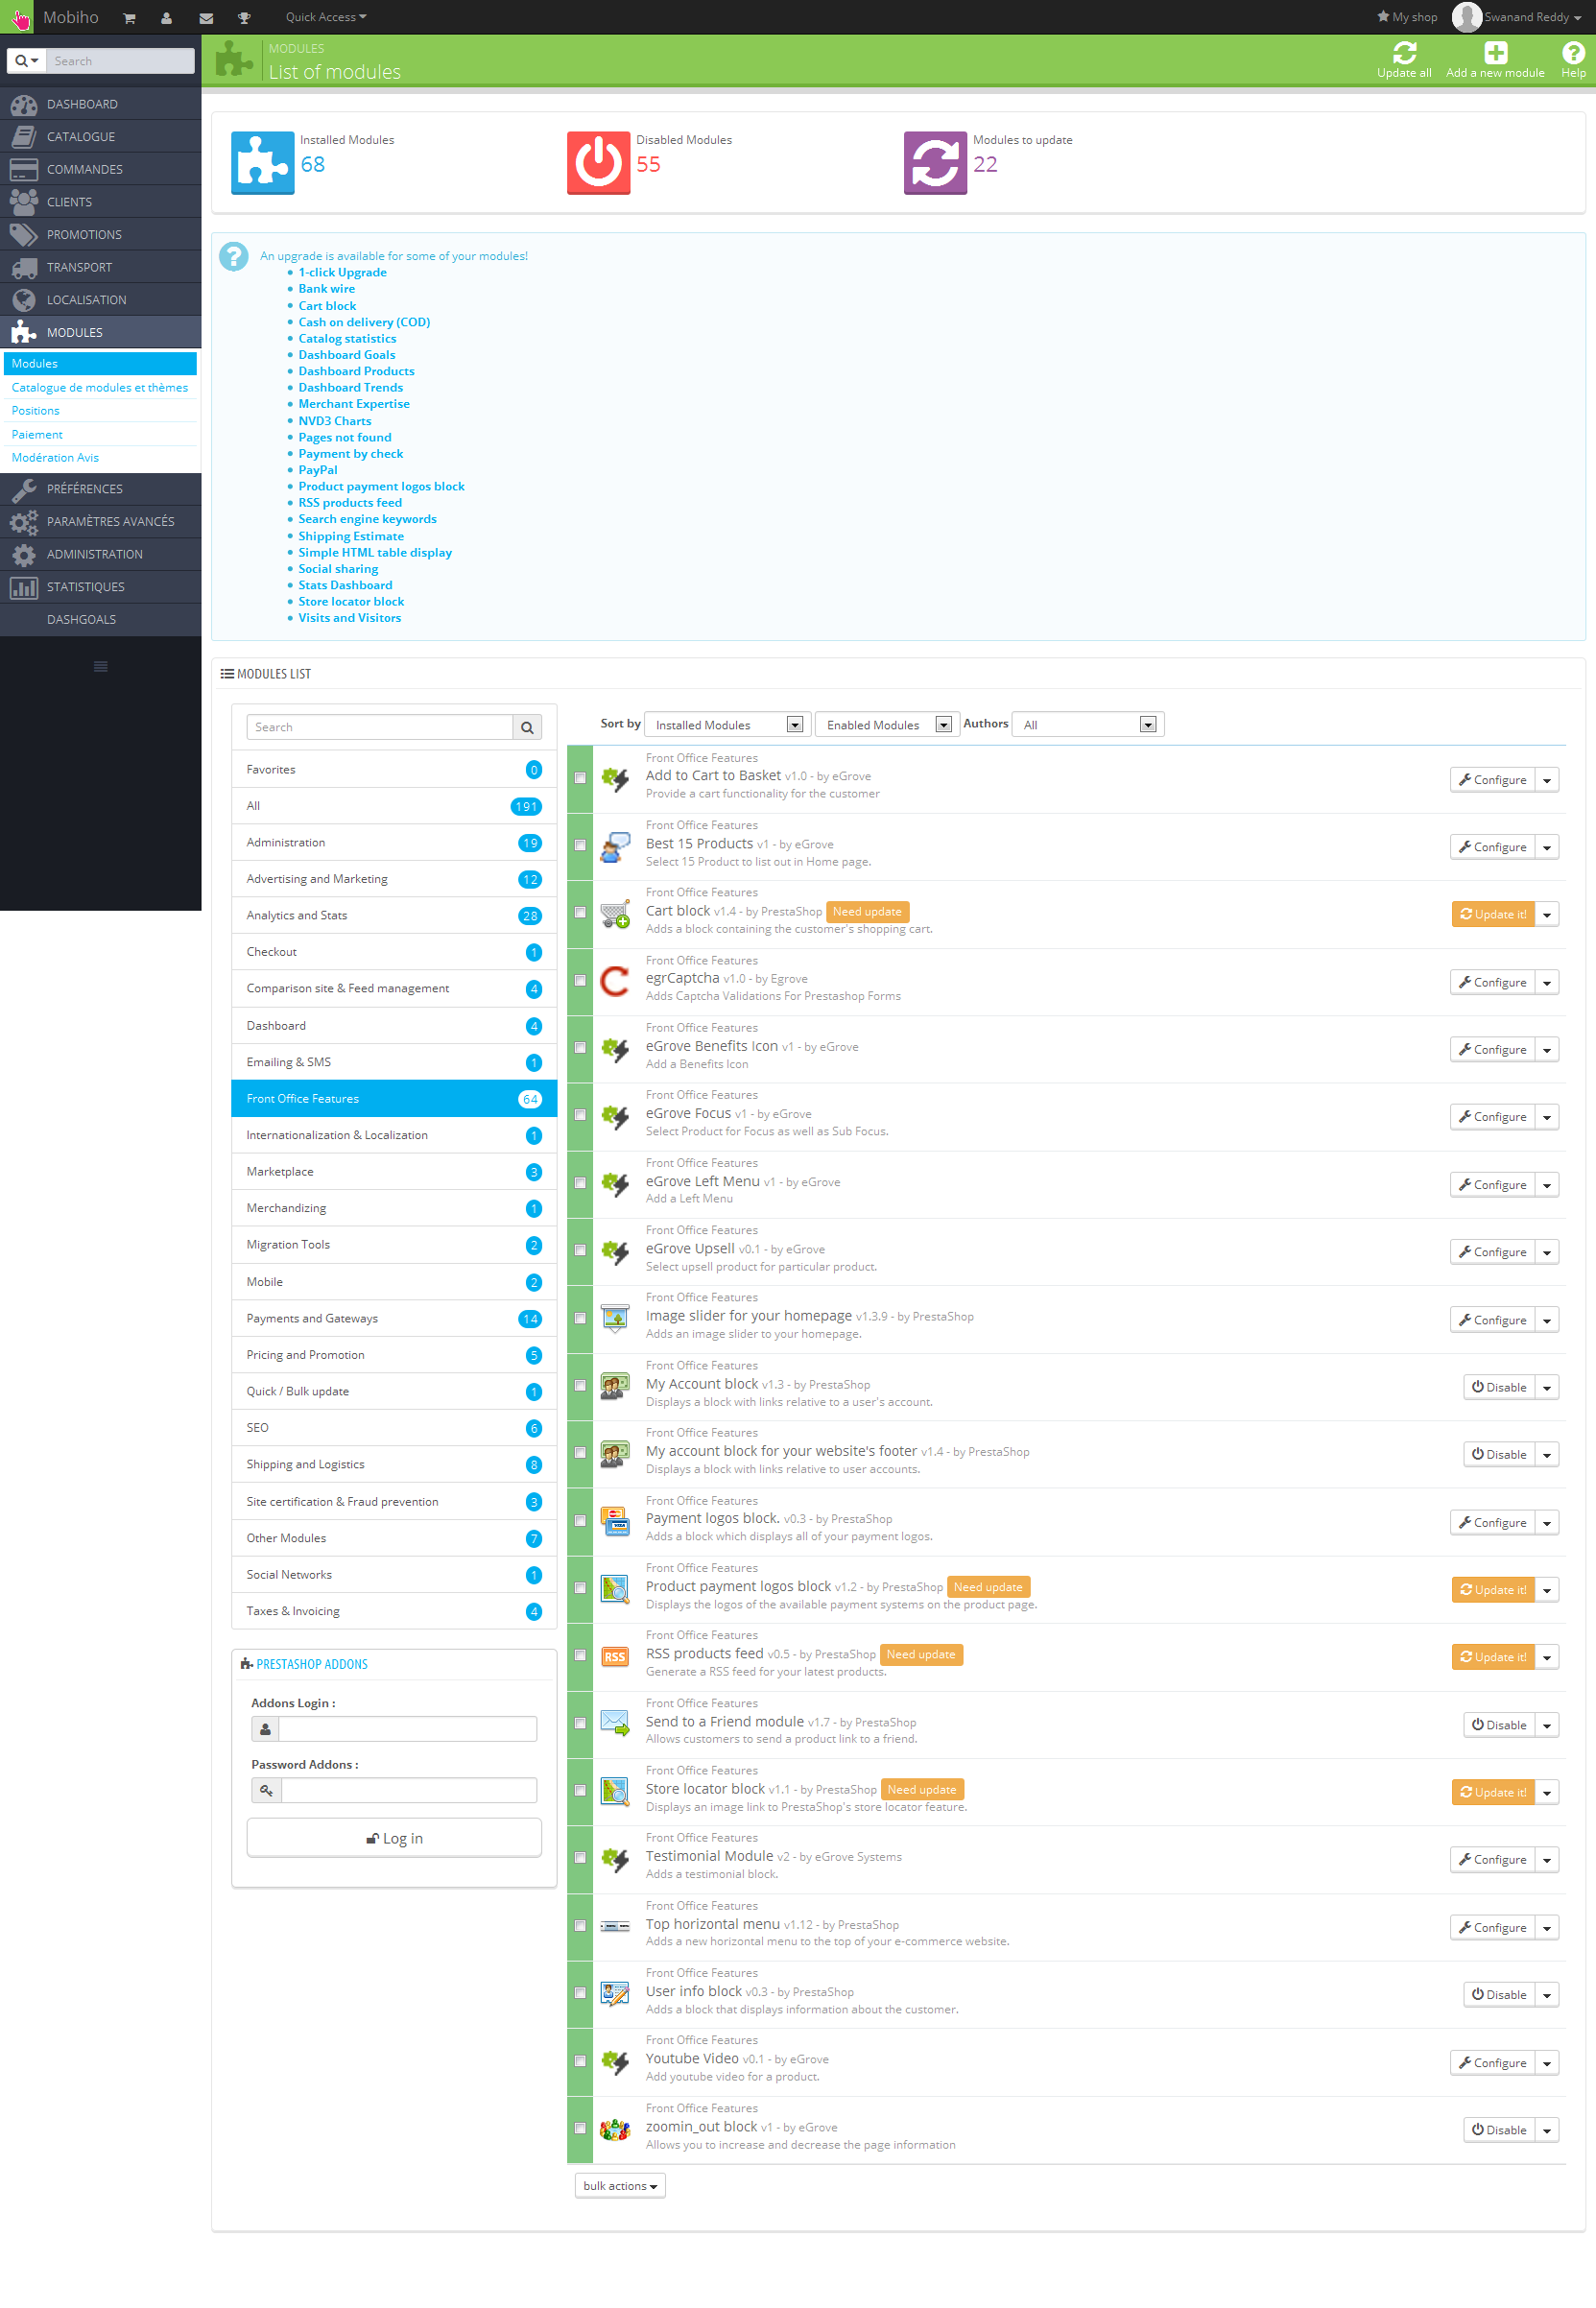 Mobiho Quick Access My shop Swanand Reddy
Search
MODULES
List of modules
Update all Add a new module Help
DASHBOARD
CATALOGUE
COMMANDES
CLIENTS
PROMOTIONS
TRANSPORT
LOCALISATION
MODULES
Modules
Catalogue de modules et thèmes
Positions
Paiement
Modération Avis
PRÉFÉRENCES
PARAMÈTRES AVANCÉS
ADMINISTRATION
STATISTIQUES
DASHGOALS
Installed Modules
68
Disabled Modules
55
Modules to update
22
An upgrade is available for some of your modules!
1-click Upgrade
Bank wire
Cart block
Cash on delivery (COD)
Catalog statistics
Dashboard Goals
Dashboard Products
Dashboard Trends
Merchant Expertise
NVD3 Charts
Pages not found
Payment by check
PayPal
Product payment logos block
RSS products feed
Search engine keywords
Shipping Estimate
Simple HTML table display
Social sharing
Stats Dashboard
Store locator block
Visits and Visitors
MODULES LIST
Search
Favorites 0
All 191
Administration 19
Advertising and Marketing 12
Analytics and Stats 28
Checkout 1
Comparison site & Feed management 4
Dashboard 4
Emailing & SMS 1
Front Office Features 64
Internationalization & Localization 1
Marketplace 3
Merchandizing 1
Migration Tools 2
Mobile 2
Payments and Gateways 14
Pricing and Promotion 5
Quick / Bulk update 1
SEO 6
Shipping and Logistics 8
Site certification & Fraud prevention 3
Other Modules 7
Social Networks 1
Taxes & Invoicing 4
PRESTASHOP ADDONS
Addons Login :
Password Addons :
Log in
Sort by Installed Modules Enabled Modules Authors All
Front Office Features
Add to Cart to Basket v1.0 - by eGrove
Provide a cart functionality for the customer
Configure
Front Office Features
Best 15 Products v1 - by eGrove
Select 15 Product to list out in Home page.
Configure
Front Office Features
Cart block v1.4 - by PrestaShop Need update
Adds a block containing the customer's shopping cart.
Update it!
Front Office Features
egrCaptcha v1.0 - by Egrove
Adds Captcha Validations For Prestashop Forms
Configure
Front Office Features
eGrove Benefits Icon v1 - by eGrove
Add a Benefits Icon
Configure
Front Office Features
eGrove Focus v1 - by eGrove
Select Product for Focus as well as Sub Focus.
Configure
Front Office Features
eGrove Left Menu v1 - by eGrove
Add a Left Menu
Configure
Front Office Features
eGrove Upsell v0.1 - by eGrove
Select upsell product for particular product.
Configure
Front Office Features
Image slider for your homepage v1.3.9 - by PrestaShop
Adds an image slider to your homepage.
Configure
Front Office Features
My Account block v1.3 - by PrestaShop
Displays a block with links relative to a user's account.
Disable
Front Office Features
My account block for your website's footer v1.4 - by PrestaShop
Displays a block with links relative to user accounts.
Disable
Front Office Features
Payment logos block. v0.3 - by PrestaShop
Adds a block which displays all of your payment logos.
Configure
Front Office Features
Product payment logos block v1.2 - by PrestaShop Need update
Displays the logos of the available payment systems on the product page.
Update it!
Front Office Features
RSS products feed v0.5 - by PrestaShop Need update
Generate a RSS feed for your latest products.
RSS
Update it!
Front Office Features
Send to a Friend module v1.7 - by PrestaShop
Allows customers to send a product link to a friend.
Disable
Front Office Features
Store locator block v1.1 - by PrestaShop Need update
Displays an image link to PrestaShop's store locator feature.
Update it!
Front Office Features
Testimonial Module v2 - by eGrove Systems
Adds a testimonial block.
Configure
Front Office Features
Top horizontal menu v1.12 - by PrestaShop
Adds a new horizontal menu to the top of your e-commerce website.
Configure
Front Office Features
User info block v0.3 - by PrestaShop
Adds a block that displays information about the customer.
Disable
Front Office Features
Youtube Video v0.1 - by eGrove
Add youtube video for a product.
Configure
Front Office Features
zoomin_out block v1 - by eGrove
Allows you to increase and decrease the page information
Disable
bulk actions